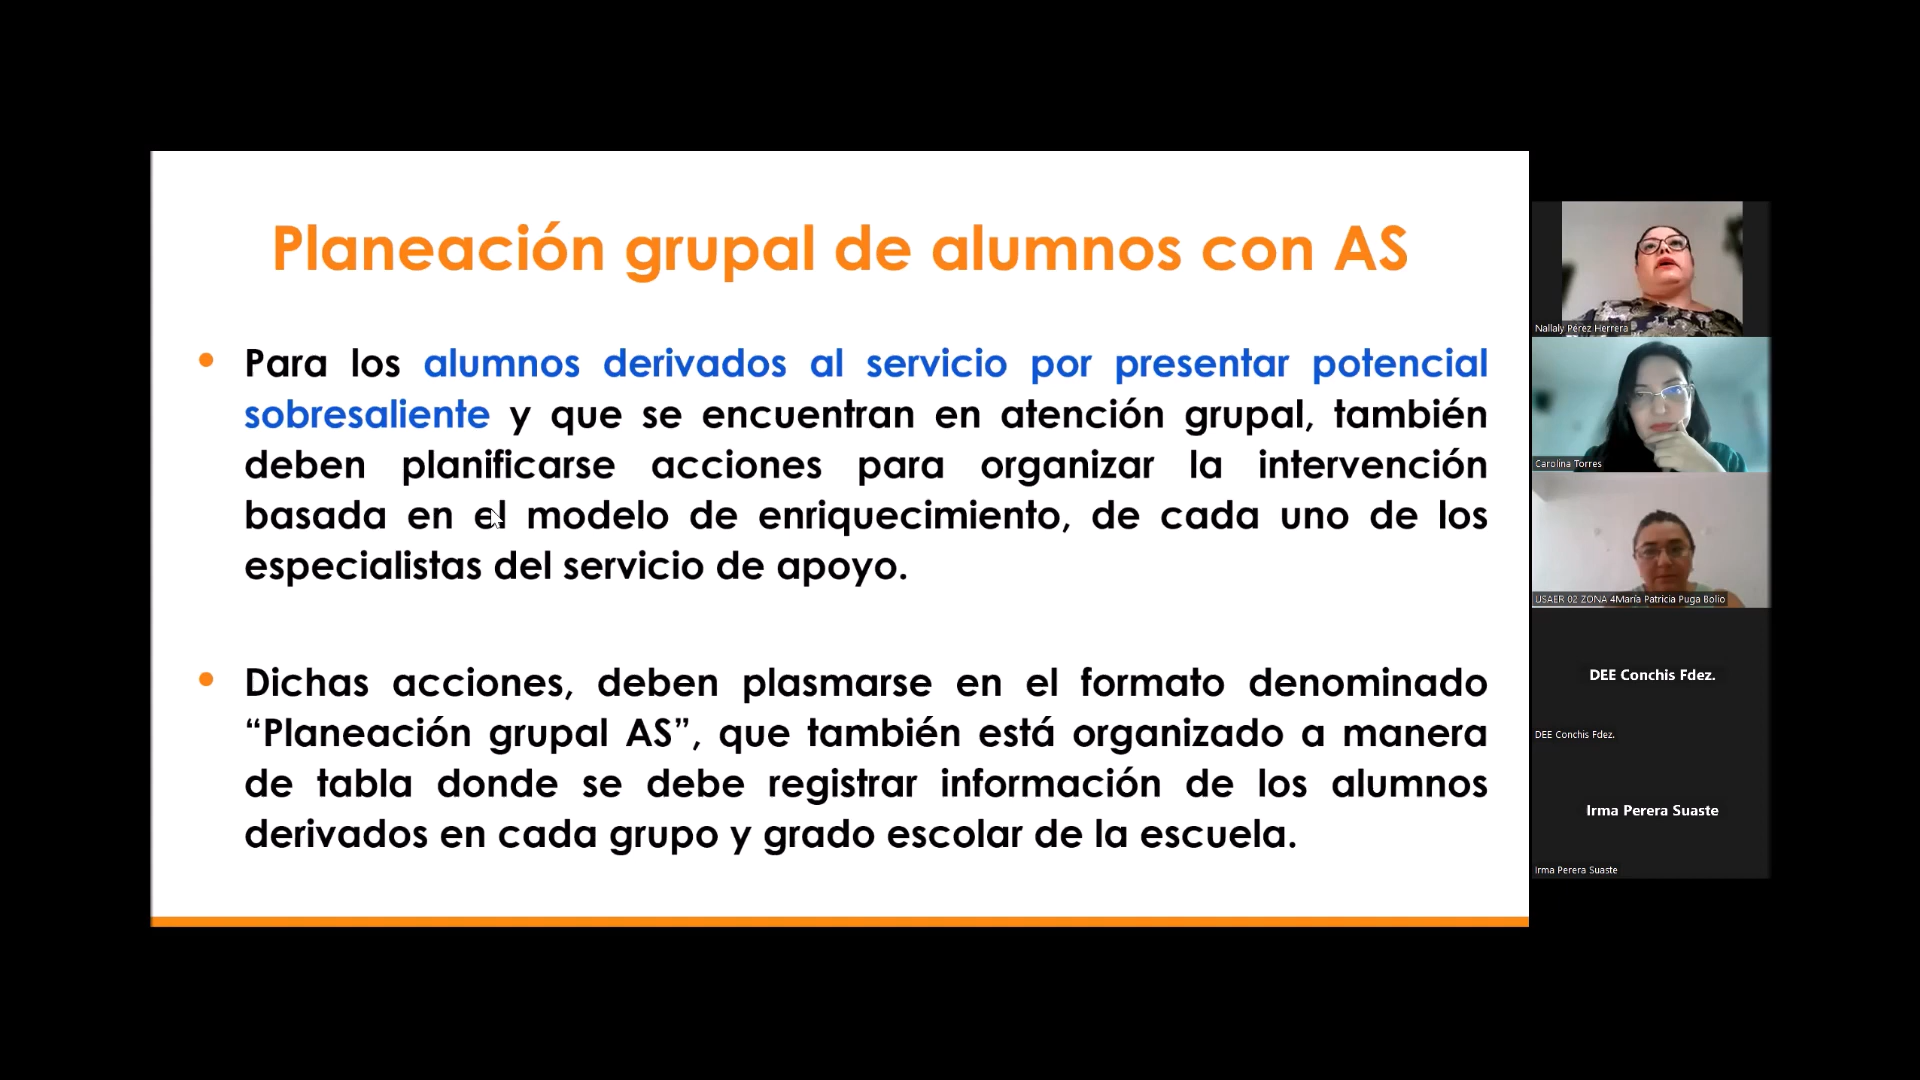 Planeación grupal de alumnos con AS
• Para los alumnos derivados al servicio por presentar potencial
sobresaliente y que se encuentran en atención grupal, también
deben planificarse acciones para organizar la intervención
basada en el modelo de enriquecimiento, de cada uno de los
especialistas del servicio de apoyo.
• Dichas acciones, deben plasmarse en el formato denominado
“Planeación grupal AS”, que también está organizado a manera
de tabla donde se debe registrar información de los alumnos
derivados en cada grupo y grado escolar de la escuela.
Nallaly Pérez Herrera
Carolina Torres
USAER 02 ZONA 4María Patricia Puga Bolio
DEE Conchis Fdez.
DEE Conchis Fdez.
Irma Perera Suaste
Irma Perera Suaste